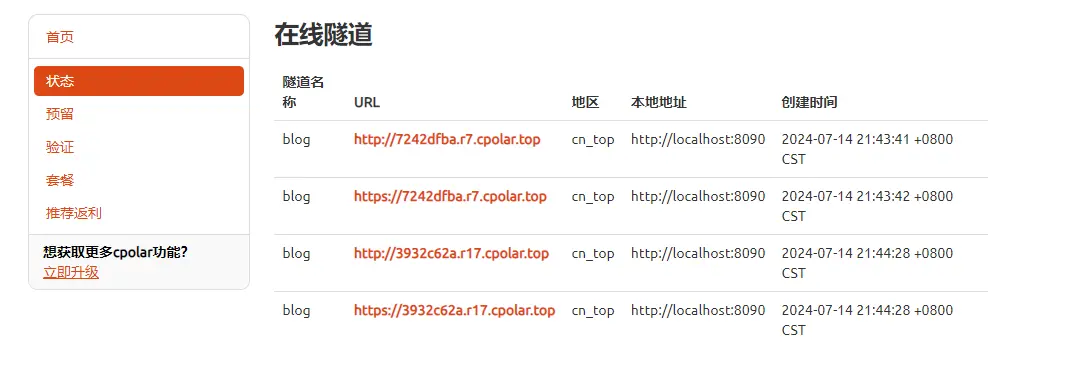 首页
状态
预留
验证
套餐
推荐返利
想获取更多cpolar功能?
立即升级
在线隧道
隧道名
称 URL 地区 本地地址 创建时间
blog http://7242dfba.r7.cpolar.top cn_top http://localhost:8090 2024-07-14 21:43:41 +0800
CST
blog https://7242dfba.r7.cpolar.top cn_top http://localhost:8090 2024-07-14 21:43:42 +0800
CST
blog http://3932c62a.r17.cpolar.top cn_top http://localhost:8090 2024-07-14 21:44:28 +0800
CST
blog https://3932c62a.r17.cpolar.top cn_top http://localhost:8090 2024-07-14 21:44:28 +0800
CST